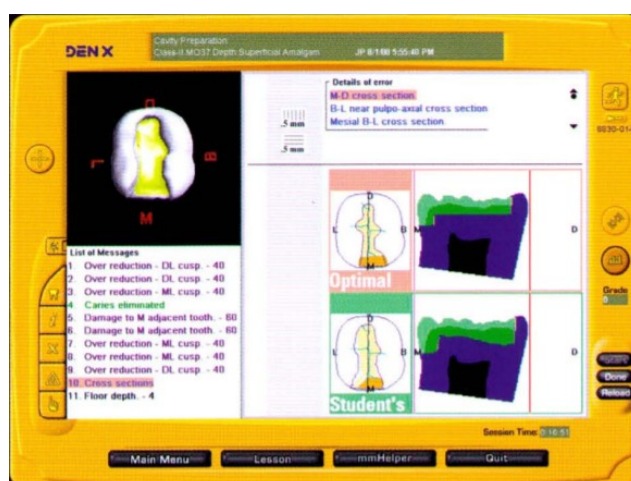 DENX
Cavity Preparation
Class-II MO37 Depth:Superficial Amalgam
JP 8/1/00 5:55:40 PM
Details of error
M-D cross section
B-L near pulpo-axial cross section
Mesial B-L cross section
.5 mm
.5 mm
D
L
B
M
List of Messages
1. Over reduction - DL cusp. - 40
2. Over reduction - DL cusp. - 40
3. Over reduction - ML cusp. - 40
4. Caries eliminated
5. Damage to M adjacent tooth. - 60
6. Damage to M adjacent tooth. - 60
7. Over reduction - ML cusp. - 40
8. Over reduction - ML cusp. - 40
9. Over reduction - DL cusp. - 40
10. Cross sections
11. Floor depth. - 4
D
L
B
M
M
D
Optimal
D
L
B
M
M
D
Student's
Grade
0
Done
Reload
Session Time:
Main Menu
Lesson
mmHelper
Quit